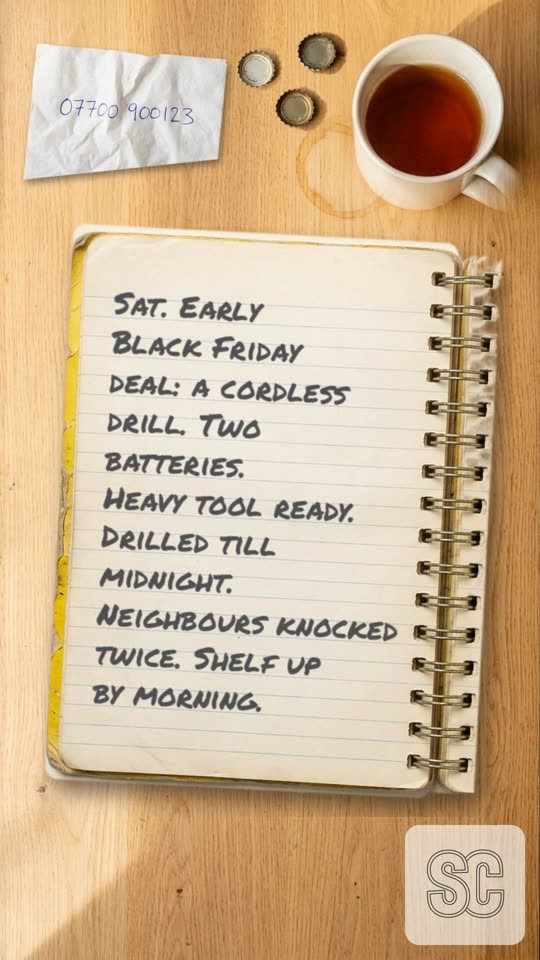 07700 900123
Sat. Early
Black Friday
deal: a cordless
drill. Two
batteries.
Heavy tool ready.
Drilled till
midnight.
Neighbours knocked
twice. Shelf up
by morning.
SC